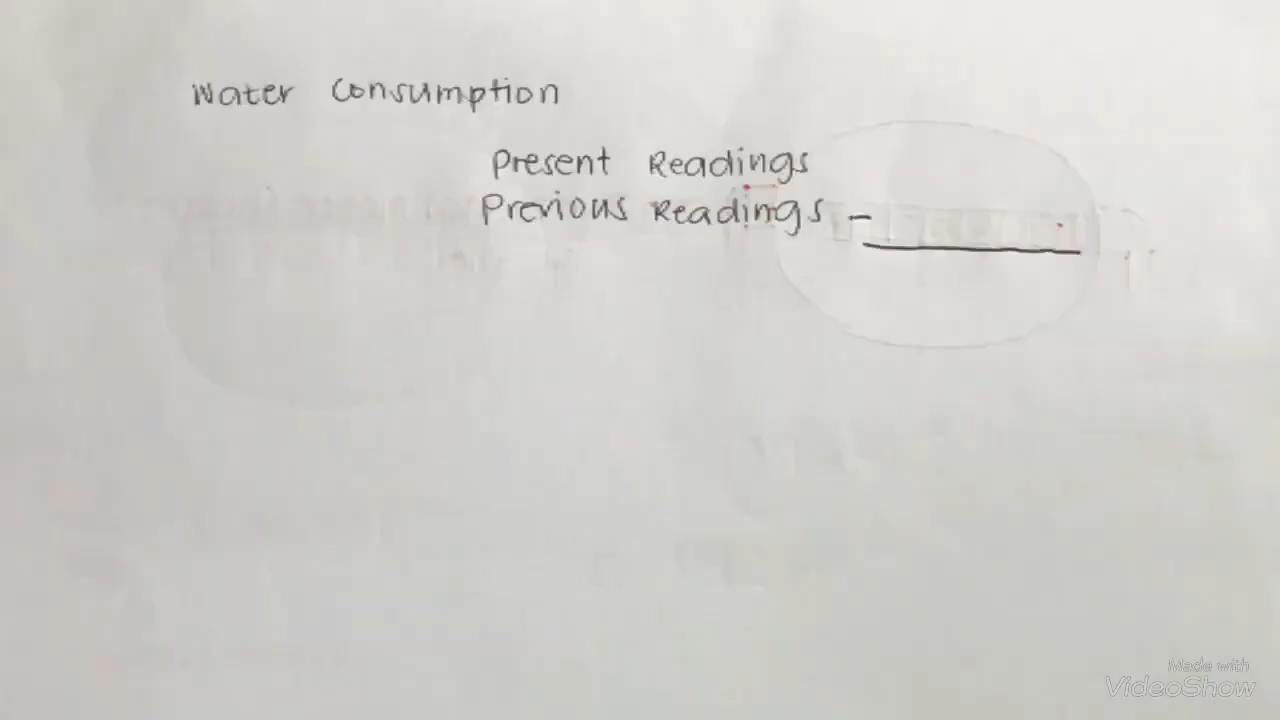 Water Consumption
Present Readings
Previous Readings -
Made with
VideoShow